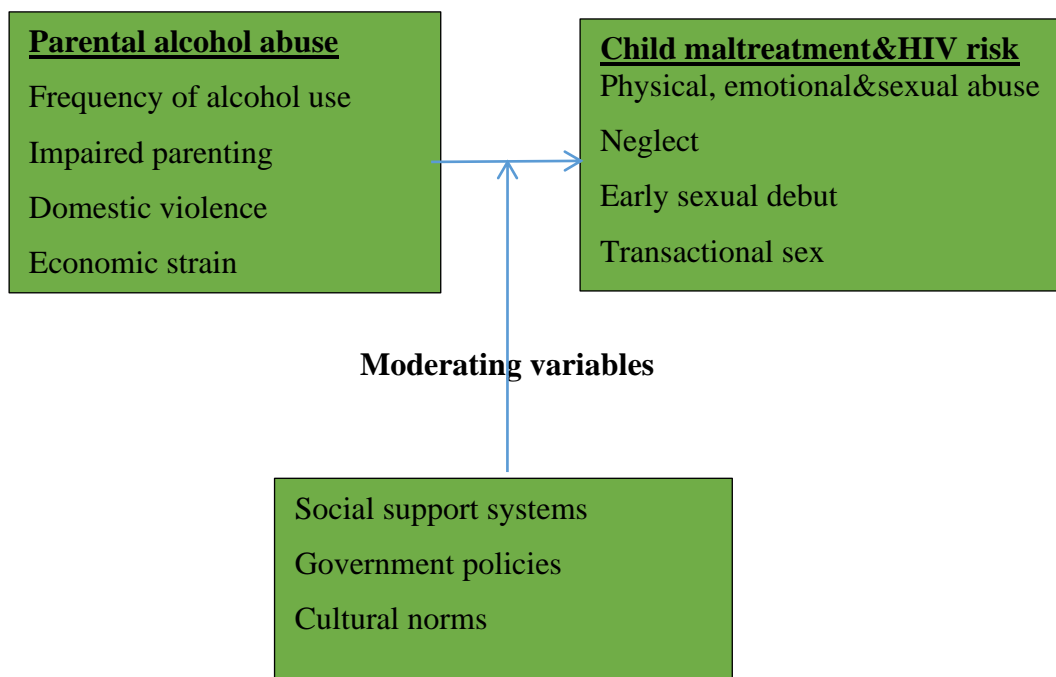 Parental alcohol abuse
Frequency of alcohol use
Impaired parenting
Domestic violence
Economic strain
Child maltreatment&HIV risk
Physical, emotional&sexual abuse
Neglect
Early sexual debut
Transactional sex
Moderating variables
Social support systems
Government policies
Cultural norms